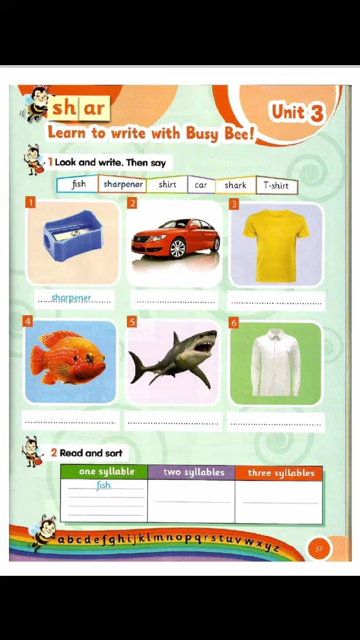 sh ar
Unit 3
Learn to write with Busy Bee!
1 Look and write. Then say
fish sharpener shirt car shark T-shirt
1 2 3
sharpener
4 5 6
2 Read and sort
one syllable two syllables three syllables
fish
a b c d e f g h i j k l m n o p q r s t u v w x y z
37